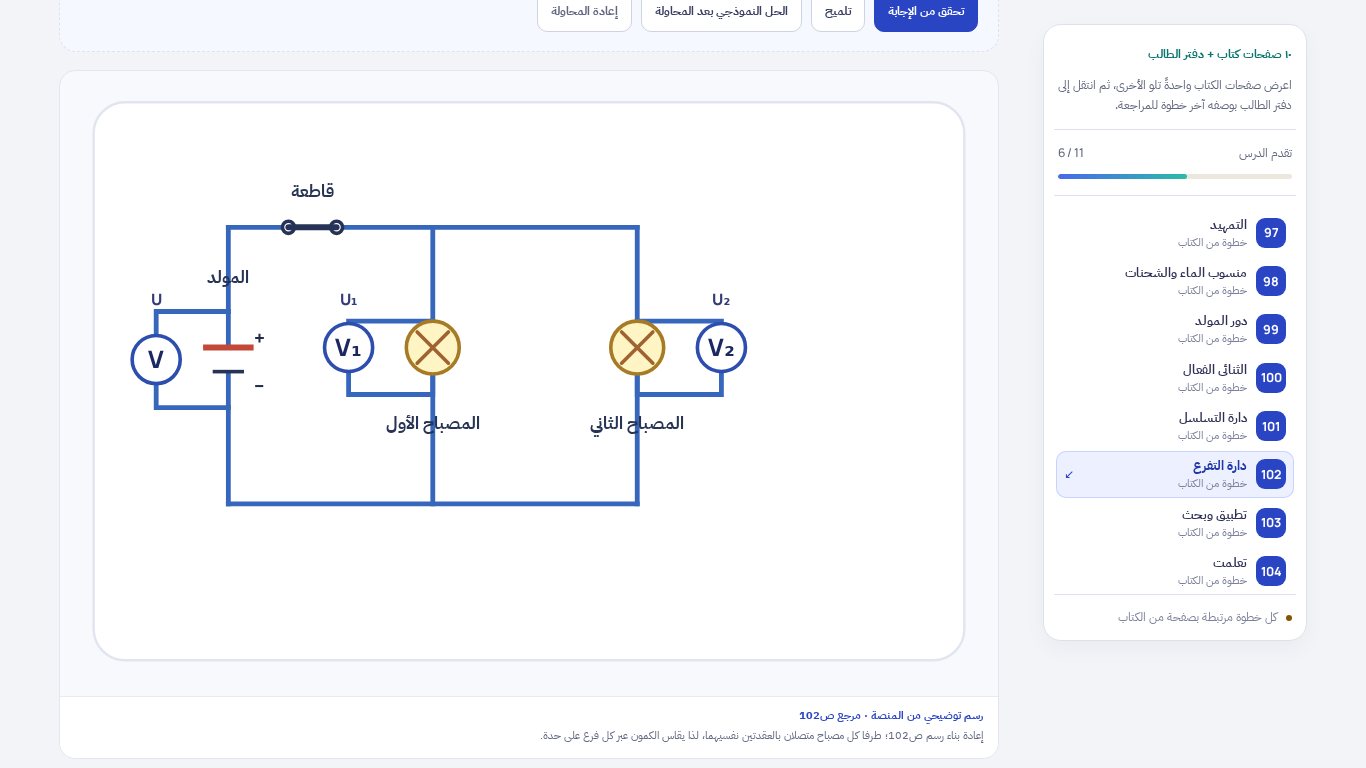 تحقق من الإجابة
تلميح
الحل النموذجي بعد المحاولة
إعادة المحاولة
١٠ صفحات كتاب + دفتر الطالب
اعرض صفحات الكتاب واحدةً تلو الأخرى، ثم انتقل إلى
دفتر الطالب بوصفه آخر خطوة للمراجعة.
تقدم الدرس
6 / 11
97
التمهيد
خطوة من الكتاب
98
منسوب الماء والشحنات
خطوة من الكتاب
99
دور المولد
خطوة من الكتاب
100
الثنائي الفعال
خطوة من الكتاب
101
دارة التسلسل
خطوة من الكتاب
102
دارة التفرع
خطوة من الكتاب
↙
103
تطبيق وبحث
خطوة من الكتاب
104
تعلمت
خطوة من الكتاب
كل خطوة مرتبطة بصفحة من الكتاب
قاطعة
المولد
U
U₁
U₂
+
V
V₁
V₂
−
المصباح الأول
المصباح الثاني
رسم توضيحي من المنصة · مرجع ص102
إعادة بناء رسم ص102؛ طرفا كل مصباح متصلان بالعقدتين نفسيهما، لذا يقاس الكمون عبر كل فرع على حدة.